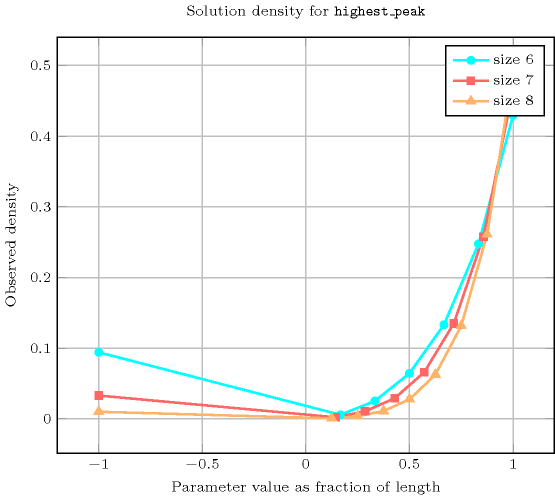 Solution density for highest_peak
size 6
size 7
size 8
0.5
0.4
0.3
0.2
0.1
0
Observed density
−1 −0.5 0 0.5 1
Parameter value as fraction of length